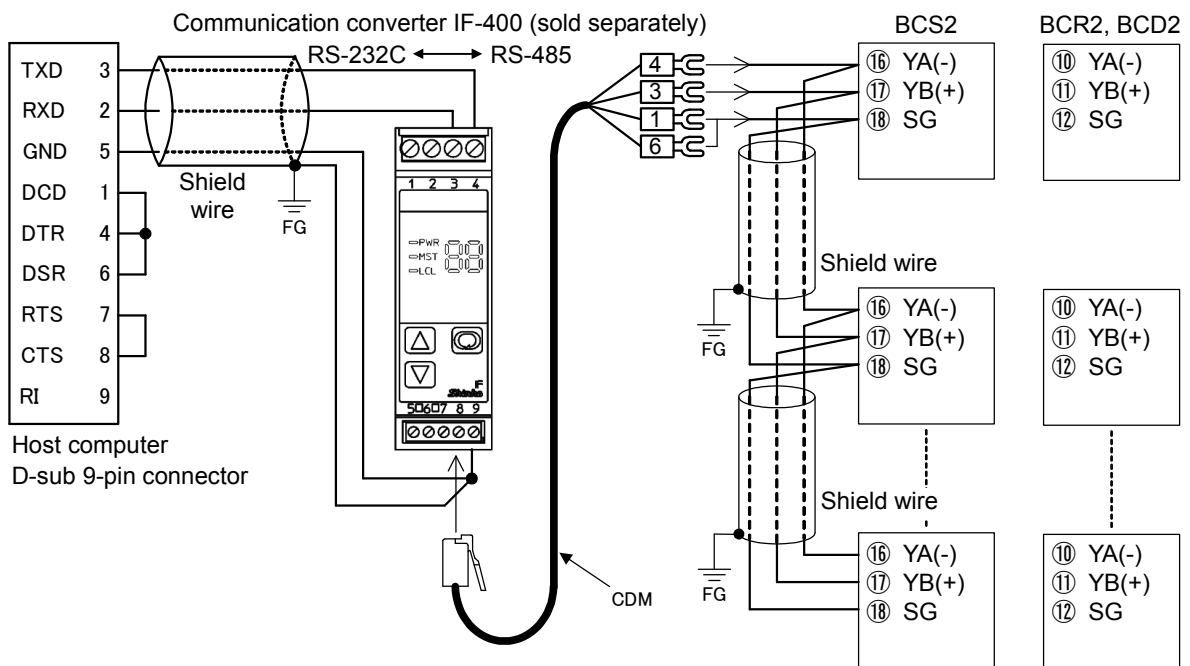 Communication converter IF-400 (sold separately)
RS-232C RS-485
BCS2
BCR2, BCD2
TXD 3
RXD 2
GND 5
DCD 1
DTR 4
DSR 6
RTS 7
CTS 8
RI 9
Host computer
D-sub 9-pin connector
Shield
wire
FG
1 2 3 4
PWR
MST
LCL
88
IF
Shinko
5 6 7 8 9
CDM
4
3
1
6
⑯ YA(-)
⑰ YB(+)
⑱ SG
⑩ YA(-)
⑪ YB(+)
⑫ SG
Shield wire
FG
⑯ YA(-)
⑰ YB(+)
⑱ SG
⑩ YA(-)
⑪ YB(+)
⑫ SG
Shield wire
FG
⑯ YA(-)
⑰ YB(+)
⑱ SG
⑩ YA(-)
⑪ YB(+)
⑫ SG